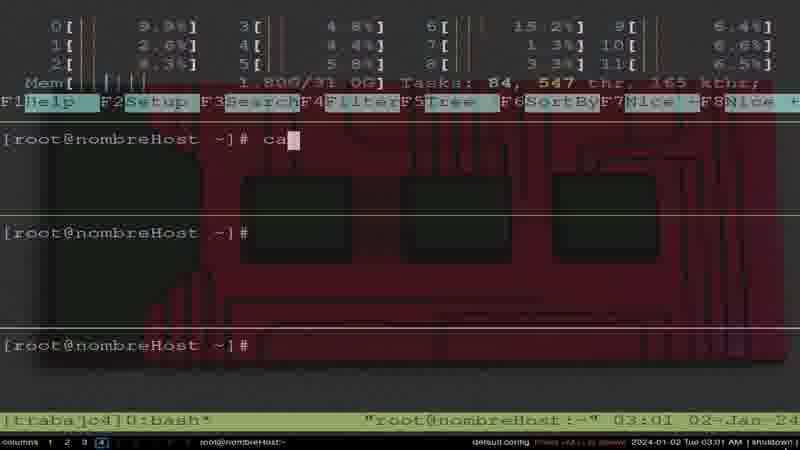 0[ 9.9%] 3[ 4.8%] 6[ 15.2%] 9[ 6.4%]
1[ 2.6%] 4[ 4.4%] 7[ 1.3%] 10[ 6.6%]
2[ 3.3%] 5[ 5.8%] 8[ 3.3%] 11[ 6.5%]
Mem[ 1.80G/31.0G] Tasks: 84, 547 thr, 165 kthr;
F1Help F2Setup F3Search F4Filter F5Tree F6SortBy F7Nice - F8Nice +
[root@nombreHost ~]# ca
[root@nombreHost ~]#
[root@nombreHost ~]#
[trabajo4]0:bash* "root@nombreHost:~" 03:01 02-Jan-24
columns 1 2 3 4 root@nombreHost:~ default.config 2024-01-02 Tue 03:01 AM | shutdown |